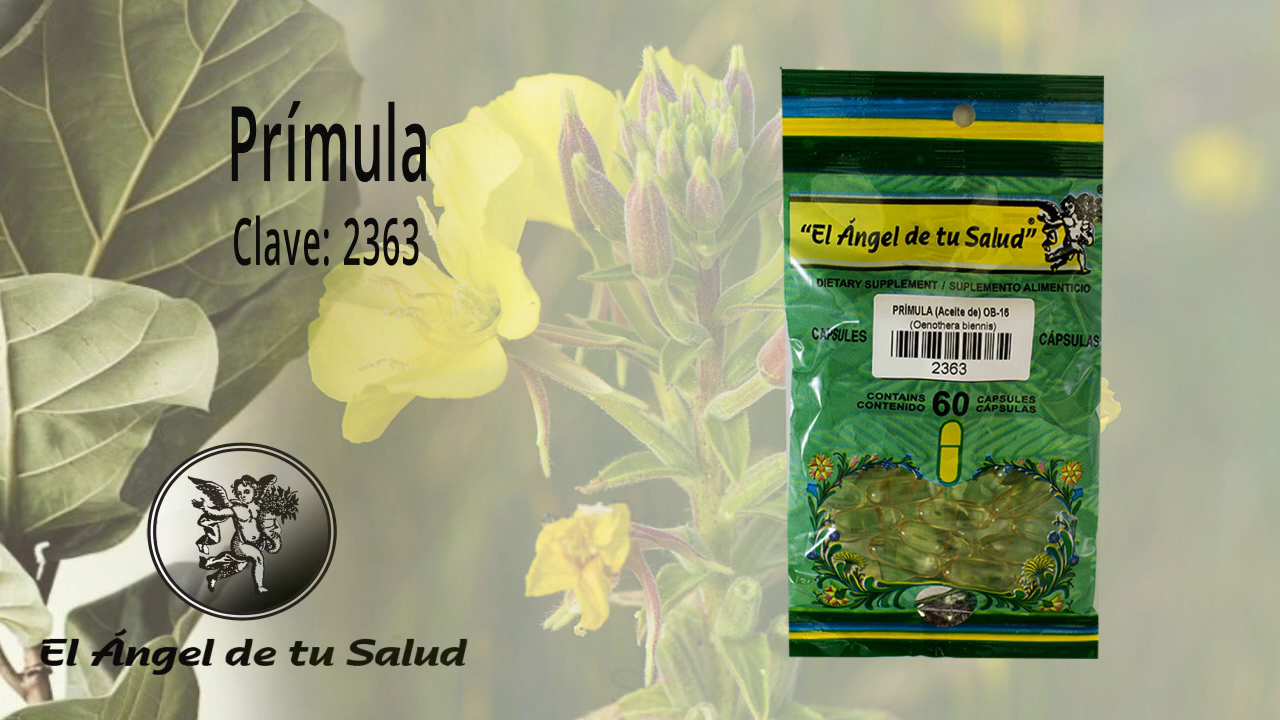 Prímula
Clave: 2363
El Ángel de tu Salud
“El Ángel de tu Salud”®
DIETARY SUPPLEMENT / SUPLEMENTO ALIMENTICIO
PRÍMULA (Aceite de) OB-16
(Oenothera biennis)
CAPSULES
CÁPSULAS
2363
CONTAINS
CONTENIDO
60
CAPSULES
CÁPSULAS